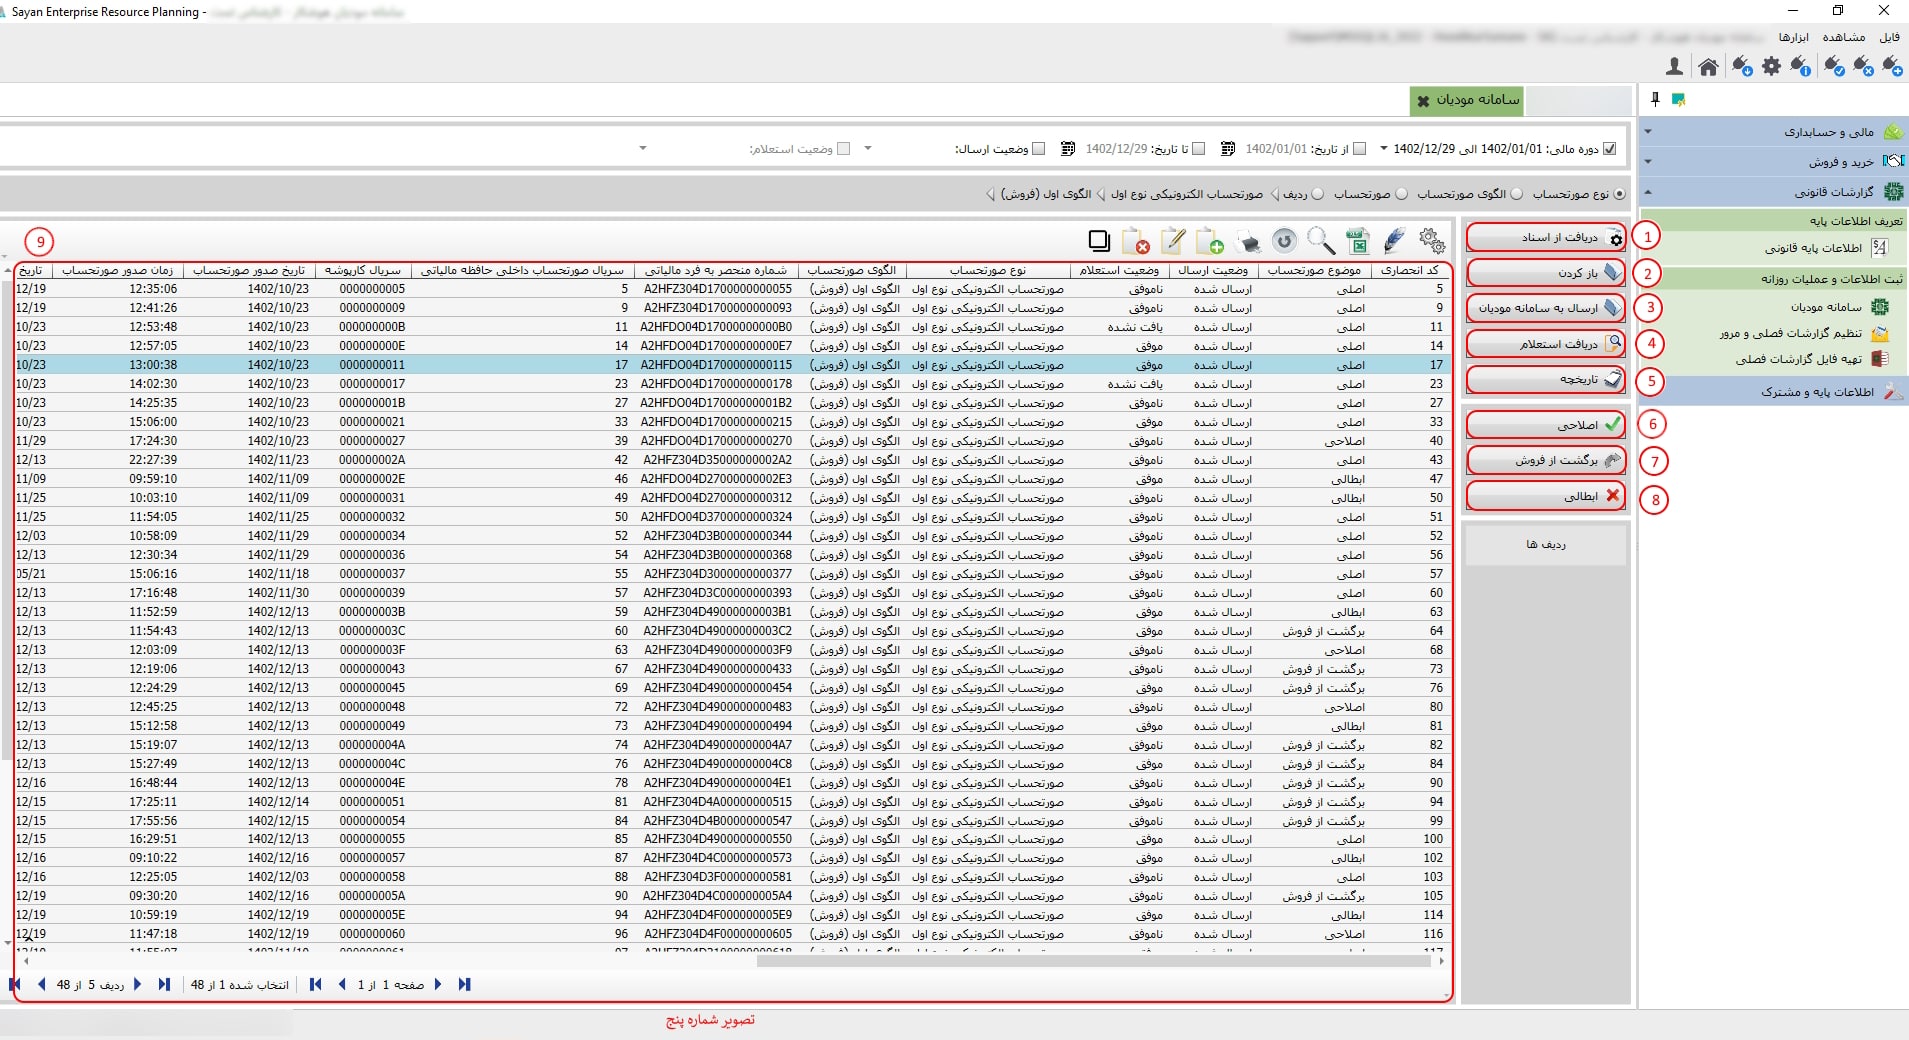 Sayan Enterprise Resource Planning -
فایل مشاهده ابزارها
سامانه مودیان
مالی و حسابداری
خرید و فروش
گزارشات قانونی
تعریف اطلاعات پایه
اطلاعات پایه قانونی
ثبت اطلاعات و عملیات روزانه
سامانه مودیان
تنظیم گزارشات فصلی و مرور
تهیه فایل گزارشات فصلی
اطلاعات پایه و مشترک
دوره مالی: 1402/01/01 الی 1402/12/29 از تاریخ: 1402/01/01 تا تاریخ: 1402/12/29 وضعیت ارسال: وضعیت استعلام:
نوع صورتحساب الگوی صورتحساب صورتحساب ردیف صورتحساب الکترونیکی نوع اول الگوی اول (فروش)
دریافت از اسناد 1
باز کردن 2
ارسال به سامانه مودیان 3
دریافت استعلام 4
تاریخچه 5
اصلاحی 6
برگشت از فروش 7
ابطالی 8
ردیف ها
9
کد انحصاری موضوع صورتحساب وضعیت ارسال وضعیت استعلام نوع صورتحساب الگوی صورتحساب شماره منحصر به فرد مالیاتی سریال صورتحساب داخلی حافظه مالیاتی سریال کارپوشه تاریخ صدور صورتحساب زمان صدور صورتحساب تاریخ
5 اصلی ارسال شده ناموفق صورتحساب الکترونیکی نوع اول الگوی اول (فروش) A2HFZ304D1700000000055 5 0000000005 1402/10/23 12:35:06 12/19
9 اصلی ارسال شده ناموفق صورتحساب الکترونیکی نوع اول الگوی اول (فروش) A2HFZ304D1700000000093 9 0000000009 1402/10/23 12:41:26 12/19
11 اصلی ارسال شده یافت نشده صورتحساب الکترونیکی نوع اول الگوی اول (فروش) A2HFDO04D17000000000B0 11 000000000B 1402/10/23 12:53:48 10/23
14 اصلی ارسال شده موفق صورتحساب الکترونیکی نوع اول الگوی اول (فروش) A2HFDO04D17000000000E7 14 000000000E 1402/10/23 12:57:05 10/23
17 اصلی ارسال شده موفق صورتحساب الکترونیکی نوع اول الگوی اول (فروش) A2HFDO04D1700000000115 17 0000000011 1402/10/23 13:00:38 10/23
23 اصلی ارسال شده یافت نشده صورتحساب الکترونیکی نوع اول الگوی اول (فروش) A2HFDO04D1700000000178 23 0000000017 1402/10/23 14:02:30 10/23
27 اصلی ارسال شده ناموفق صورتحساب الکترونیکی نوع اول الگوی اول (فروش) A2HFDO04D17000000001B2 27 000000001B 1402/10/23 14:25:35 10/23
33 اصلی ارسال شده موفق صورتحساب الکترونیکی نوع اول الگوی اول (فروش) A2HFDO04D1700000000215 33 0000000021 1402/10/23 15:06:00 10/23
40 اصلاحی ارسال شده ناموفق صورتحساب الکترونیکی نوع اول الگوی اول (فروش) A2HFDO04D1700000000270 39 0000000027 1402/10/23 17:24:30 11/29
43 اصلی ارسال شده موفق صورتحساب الکترونیکی نوع اول الگوی اول (فروش) A2HFZ304D35000000002A2 42 000000002A 1402/11/23 22:27:39 12/13
47 ابطالی ارسال شده موفق صورتحساب الکترونیکی نوع اول الگوی اول (فروش) A2HFDO04D27000000002E3 46 000000002E 1402/11/09 09:59:10 11/09
50 ابطالی ارسال شده ناموفق صورتحساب الکترونیکی نوع اول الگوی اول (فروش) A2HFDO04D2700000000312 49 0000000031 1402/11/09 10:03:10 11/25
51 اصلی ارسال شده ناموفق صورتحساب الکترونیکی نوع اول الگوی اول (فروش) A2HFDO04D3700000000324 50 0000000032 1402/11/25 11:54:05 11/25
52 اصلی ارسال شده موفق صورتحساب الکترونیکی نوع اول الگوی اول (فروش) A2HFZ304D3B00000000344 52 0000000034 1402/11/29 10:58:09 12/03
56 اصلی ارسال شده ناموفق صورتحساب الکترونیکی نوع اول الگوی اول (فروش) A2HFZ304D3B00000000368 54 0000000036 1402/11/29 12:30:34 12/13
57 اصلی ارسال شده ناموفق صورتحساب الکترونیکی نوع اول الگوی اول (فروش) A2HFZ304D3000000000377 55 0000000037 1402/11/18 15:06:16 05/21
60 اصلی ارسال شده ناموفق صورتحساب الکترونیکی نوع اول الگوی اول (فروش) A2HFZ304D3C00000000393 57 0000000039 1402/11/30 17:16:48 12/13
63 ابطالی ارسال شده موفق صورتحساب الکترونیکی نوع اول الگوی اول (فروش) A2HFZ304D49000000003B1 59 000000003B 1402/12/13 11:52:59 12/13
64 برگشت از فروش ارسال شده موفق صورتحساب الکترونیکی نوع اول الگوی اول (فروش) A2HFZ304D49000000003C2 60 000000003C 1402/12/13 11:54:43 12/13
68 اصلاحی ارسال شده موفق صورتحساب الکترونیکی نوع اول الگوی اول (فروش) A2HFZ304D49000000003F9 63 000000003F 1402/12/13 12:03:09 12/13
73 برگشت از فروش ارسال شده ناموفق صورتحساب الکترونیکی نوع اول الگوی اول (فروش) A2HFZ304D4900000000433 67 0000000043 1402/12/13 12:19:06 12/13
76 برگشت از فروش ارسال شده موفق صورتحساب الکترونیکی نوع اول الگوی اول (فروش) A2HFZ304D4900000000454 69 0000000045 1402/12/13 12:24:29 12/13
80 اصلاحی ارسال شده ناموفق صورتحساب الکترونیکی نوع اول الگوی اول (فروش) A2HFZ304D4900000000483 72 0000000048 1402/12/13 12:45:25 12/13
81 ابطالی ارسال شده موفق صورتحساب الکترونیکی نوع اول الگوی اول (فروش) A2HFZ304D4900000000494 73 0000000049 1402/12/13 15:12:58 12/13
82 برگشت از فروش ارسال شده ناموفق صورتحساب الکترونیکی نوع اول الگوی اول (فروش) A2HFZ304D49000000004A7 74 000000004A 1402/12/13 15:19:07 12/13
84 برگشت از فروش ارسال شده ناموفق صورتحساب الکترونیکی نوع اول الگوی اول (فروش) A2HFZ304D49000000004C8 76 000000004C 1402/12/13 15:27:49 12/13
90 برگشت از فروش ارسال شده ناموفق صورتحساب الکترونیکی نوع اول الگوی اول (فروش) A2HFZ304D49000000004E1 78 000000004E 1402/12/13 16:48:44 12/16
94 برگشت از فروش ارسال شده ناموفق صورتحساب الکترونیکی نوع اول الگوی اول (فروش) A2HFZ304D4A00000000515 81 0000000051 1402/12/14 17:25:11 12/15
99 برگشت از فروش ارسال شده ناموفق صورتحساب الکترونیکی نوع اول الگوی اول (فروش) A2HFZ304D4B00000000547 84 0000000054 1402/12/15 17:55:56 12/15
100 اصلی ارسال شده موفق صورتحساب الکترونیکی نوع اول الگوی اول (فروش) A2HFZ304D4900000000550 85 0000000055 1402/12/13 16:29:51 12/15
102 ابطالی ارسال شده موفق صورتحساب الکترونیکی نوع اول الگوی اول (فروش) A2HFZ304D4C00000000573 87 0000000057 1402/12/16 09:10:22 12/16
103 اصلی ارسال شده ناموفق صورتحساب الکترونیکی نوع اول الگوی اول (فروش) A2HFZ304D3F00000000581 88 0000000058 1402/12/03 12:25:05 12/16
105 برگشت از فروش ارسال شده ناموفق صورتحساب الکترونیکی نوع اول الگوی اول (فروش) A2HFZ304D4C000000005A4 90 000000005A 1402/12/16 09:30:20 12/19
114 ابطالی ارسال شده موفق صورتحساب الکترونیکی نوع اول الگوی اول (فروش) A2HFZ304D4F000000005E9 94 000000005E 1402/12/19 10:59:19 12/19
116 اصلاحی ارسال شده ناموفق صورتحساب الکترونیکی نوع اول الگوی اول (فروش) A2HFZ304D4F00000000605 96 0000000060 1402/12/19 11:47:18 12/19
صفحه 1 از 1 انتخاب شده 1 از 48 ردیف 5 از 48
تصویر شماره پنج